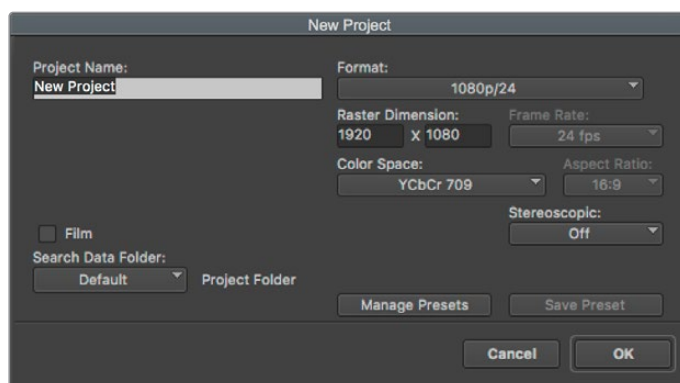 New Project
Project Name:
New Project
Format:
1080p/24
Raster Dimension:
1920 x 1080
Frame Rate:
24 fps
Color Space:
YCbCr 709
Aspect Ratio:
16:9
Stereoscopic:
Off
Film
Search Data Folder:
Default
Project Folder
Manage Presets
Save Preset
Cancel
OK